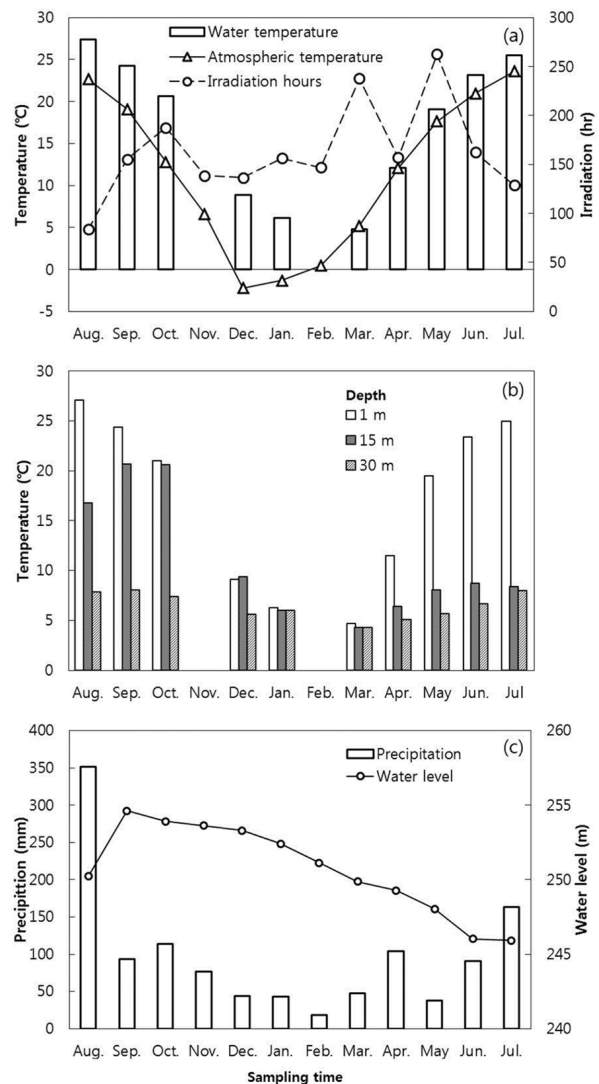 30
25
20
15
10
5
0
-5
Temperature (℃)
Water temperature
Atmospheric temperature
Irradiation hours
(a)
300
250
200
150
100
50
0
Irradiation (hr)
Aug. Sep. Oct. Nov. Dec. Jan. Feb. Mar. Apr. May Jun. Jul.
30
25
20
15
10
5
0
Temperature (℃)
Depth
1 m
15 m
30 m
(b)
Aug. Sep. Oct. Nov. Dec. Jan. Feb. Mar. Apr. May Jun. Jul
400
350
300
250
200
150
100
50
0
Precipittion (mm)
Precipitation
Water level
(c)
260
255
250
245
240
Water level (m)
Aug. Sep. Oct. Nov. Dec. Jan. Feb. Mar. Apr. May Jun. Jul.
Sampling time